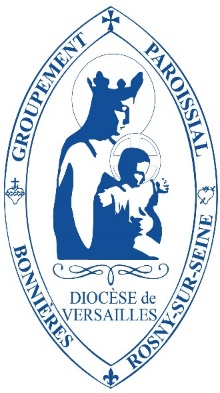 GROUPEMENT
PAROISSIAL
BONNIÈRES
ROSNY-SUR-SEINE
DIOCÈSE de
VERSAILLES